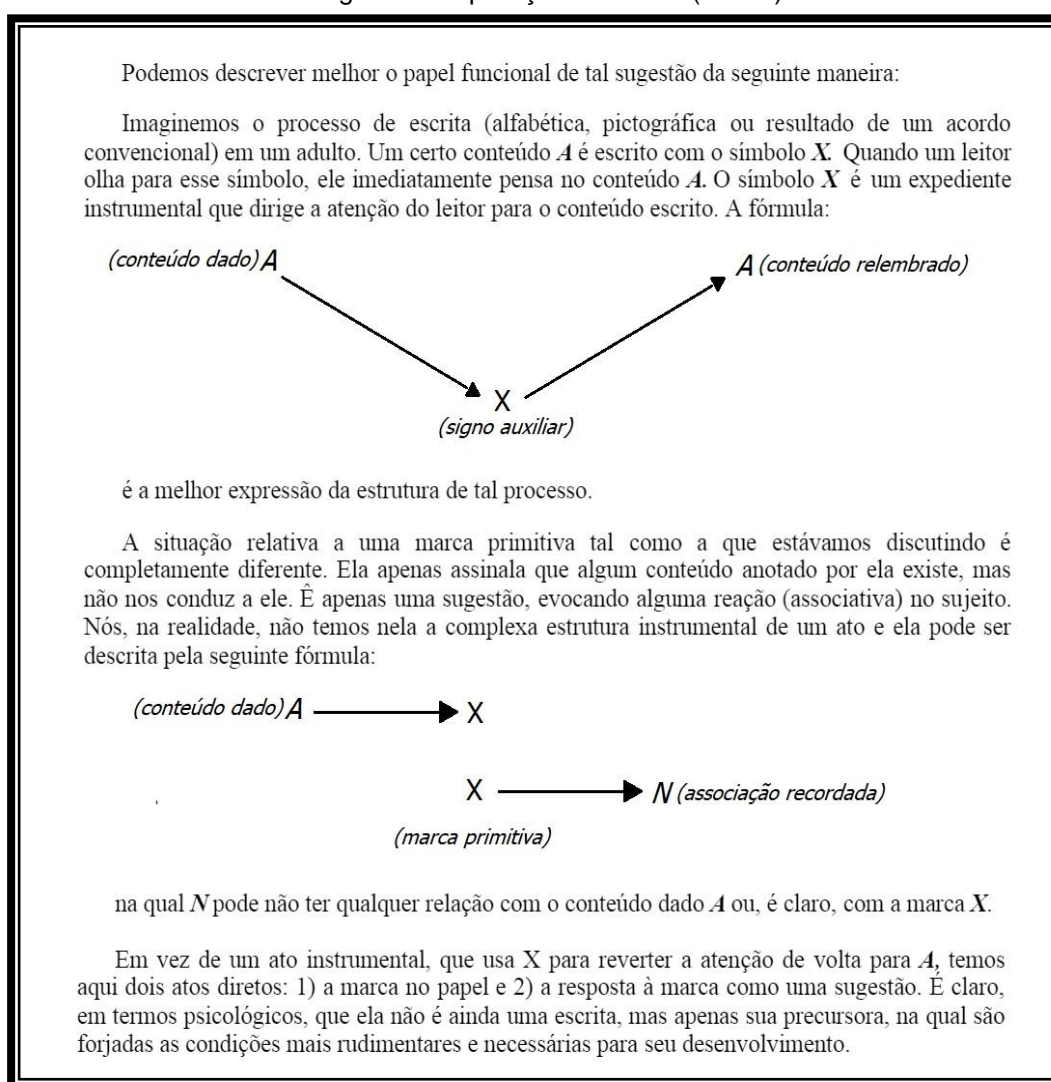 Podemos descrever melhor o papel funcional de tal sugestão da seguinte maneira:
Imaginemos o processo de escrita (alfabética, pictográfica ou resultado de um acordo
convencional) em um adulto. Um certo conteúdo A é escrito com o símbolo X. Quando um leitor
olha para esse símbolo, ele imediatamente pensa no conteúdo A. O símbolo X é um expediente
instrumental que dirige a atenção do leitor para o conteúdo escrito. A fórmula:
(conteúdo dado) A
A (conteúdo relembrado)
X
(signo auxiliar)
é a melhor expressão da estrutura de tal processo.
A situação relativa a uma marca primitiva tal como a que estávamos discutindo é
completamente diferente. Ela apenas assinala que algum conteúdo anotado por ela existe, mas
não nos conduz a ele. Ê apenas uma sugestão, evocando alguma reação (associativa) no sujeito.
Nós, na realidade, não temos nela a complexa estrutura instrumental de um ato e ela pode ser
descrita pela seguinte fórmula:
(conteúdo dado) A X
X N (associação recordada)
(marca primitiva)
na qual N pode não ter qualquer relação com o conteúdo dado A ou, é claro, com a marca X.
Em vez de um ato instrumental, que usa X para reverter a atenção de volta para A, temos
aqui dois atos diretos: 1) a marca no papel e 2) a resposta à marca como uma sugestão. É claro,
em termos psicológicos, que ela não é ainda uma escrita, mas apenas sua precursora, na qual são
forjadas as condições mais rudimentares e necessárias para seu desenvolvimento.